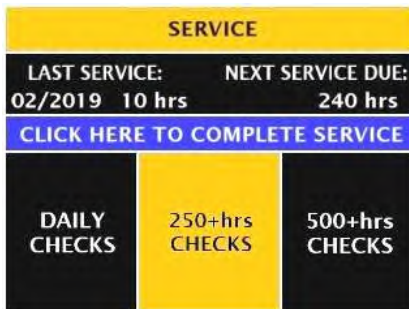 SERVICE
LAST SERVICE: NEXT SERVICE DUE:
02/2019 10 hrs 240 hrs
CLICK HERE TO COMPLETE SERVICE
DAILY CHECKS
250+hrs CHECKS
500+hrs CHECKS